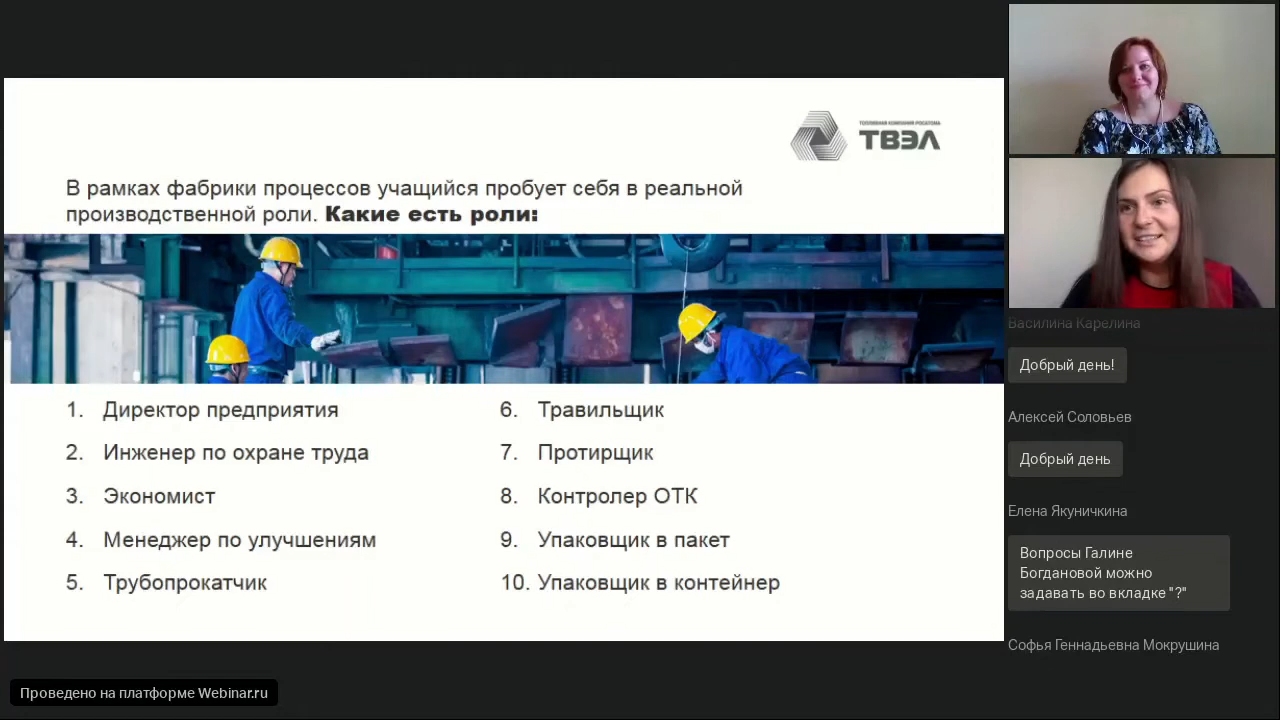 ТОПЛИВНАЯ КОМПАНИЯ РОСАТОМА
ТВЭЛ
В рамках фабрики процессов учащийся пробует себя в реальной
производственной роли. Какие есть роли:
1. Директор предприятия
2. Инженер по охране труда
3. Экономист
4. Менеджер по улучшениям
5. Трубопрокатчик
6. Травильщик
7. Протирщик
8. Контролер ОТК
9. Упаковщик в пакет
10. Упаковщик в контейнер
Василина Карелина
Добрый день!
Алексей Соловьев
Добрый день
Елена Якуничкина
Вопросы Галине
Богдановой можно
задавать во вкладке "?"
Софья Геннадьевна Мокрушина
Проведено на платформе Webinar.ru